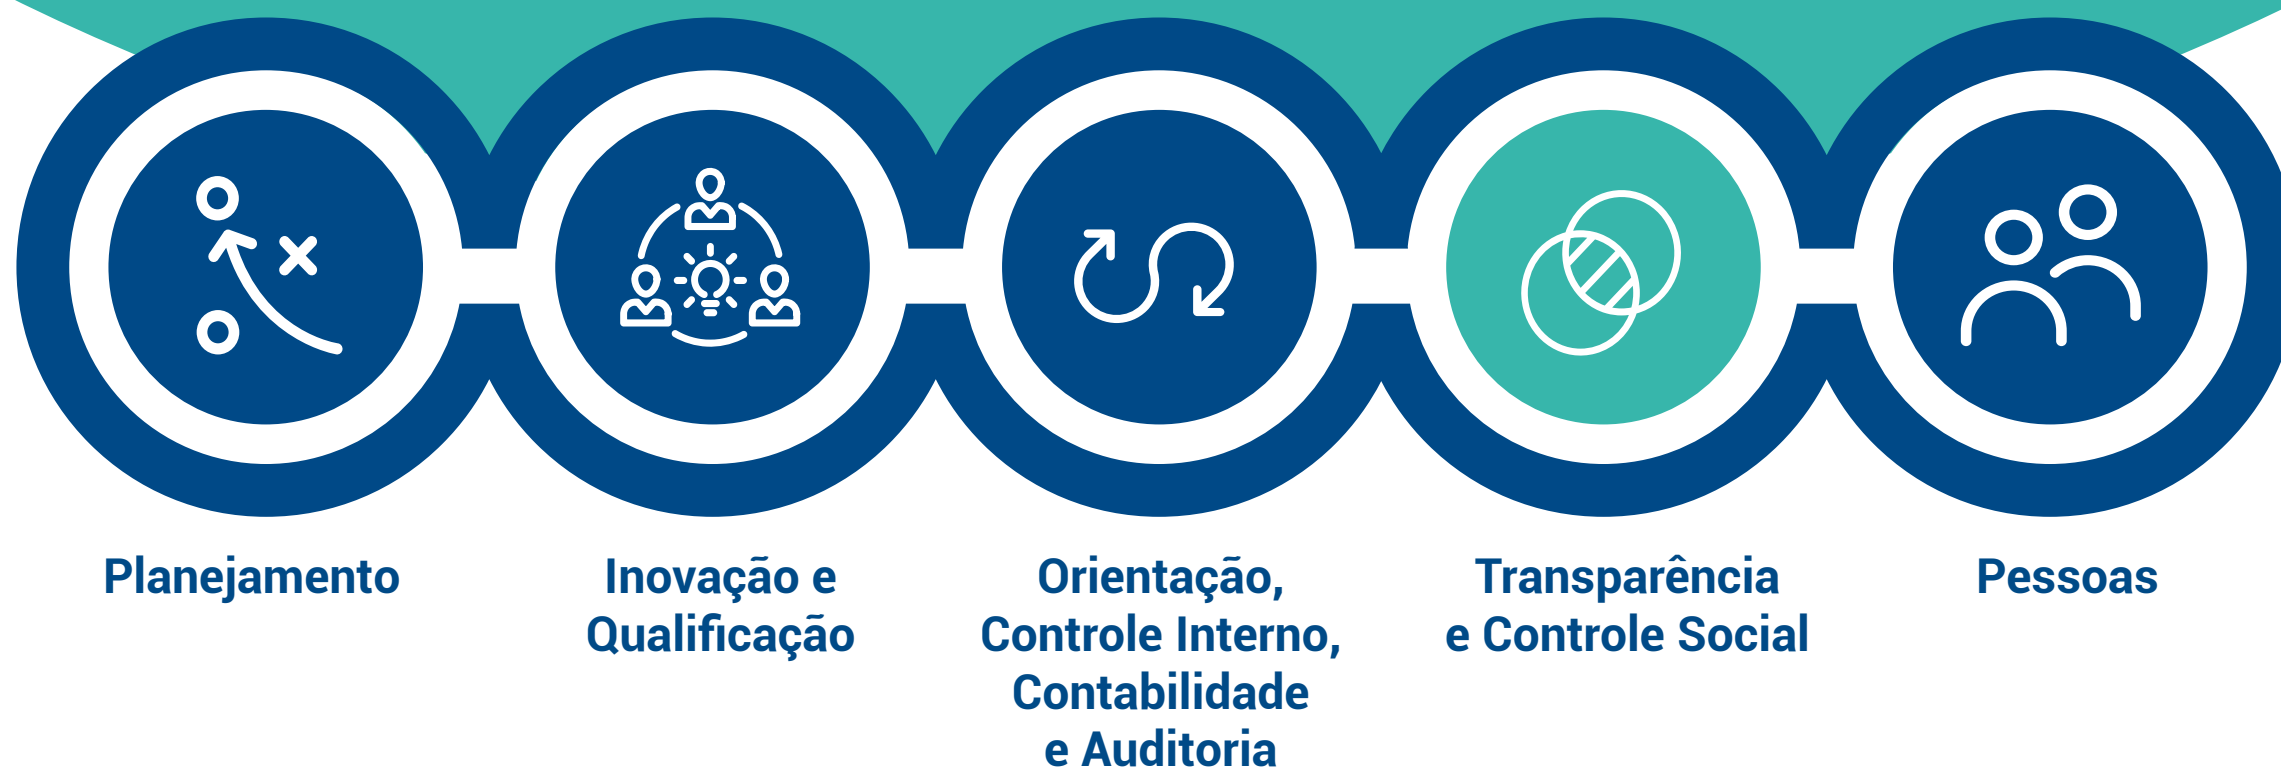 Planejamento
Inovação e
Qualificação
Orientação,
Controle Interno,
Contabilidade
e Auditoria
Transparência
e Controle Social
Pessoas